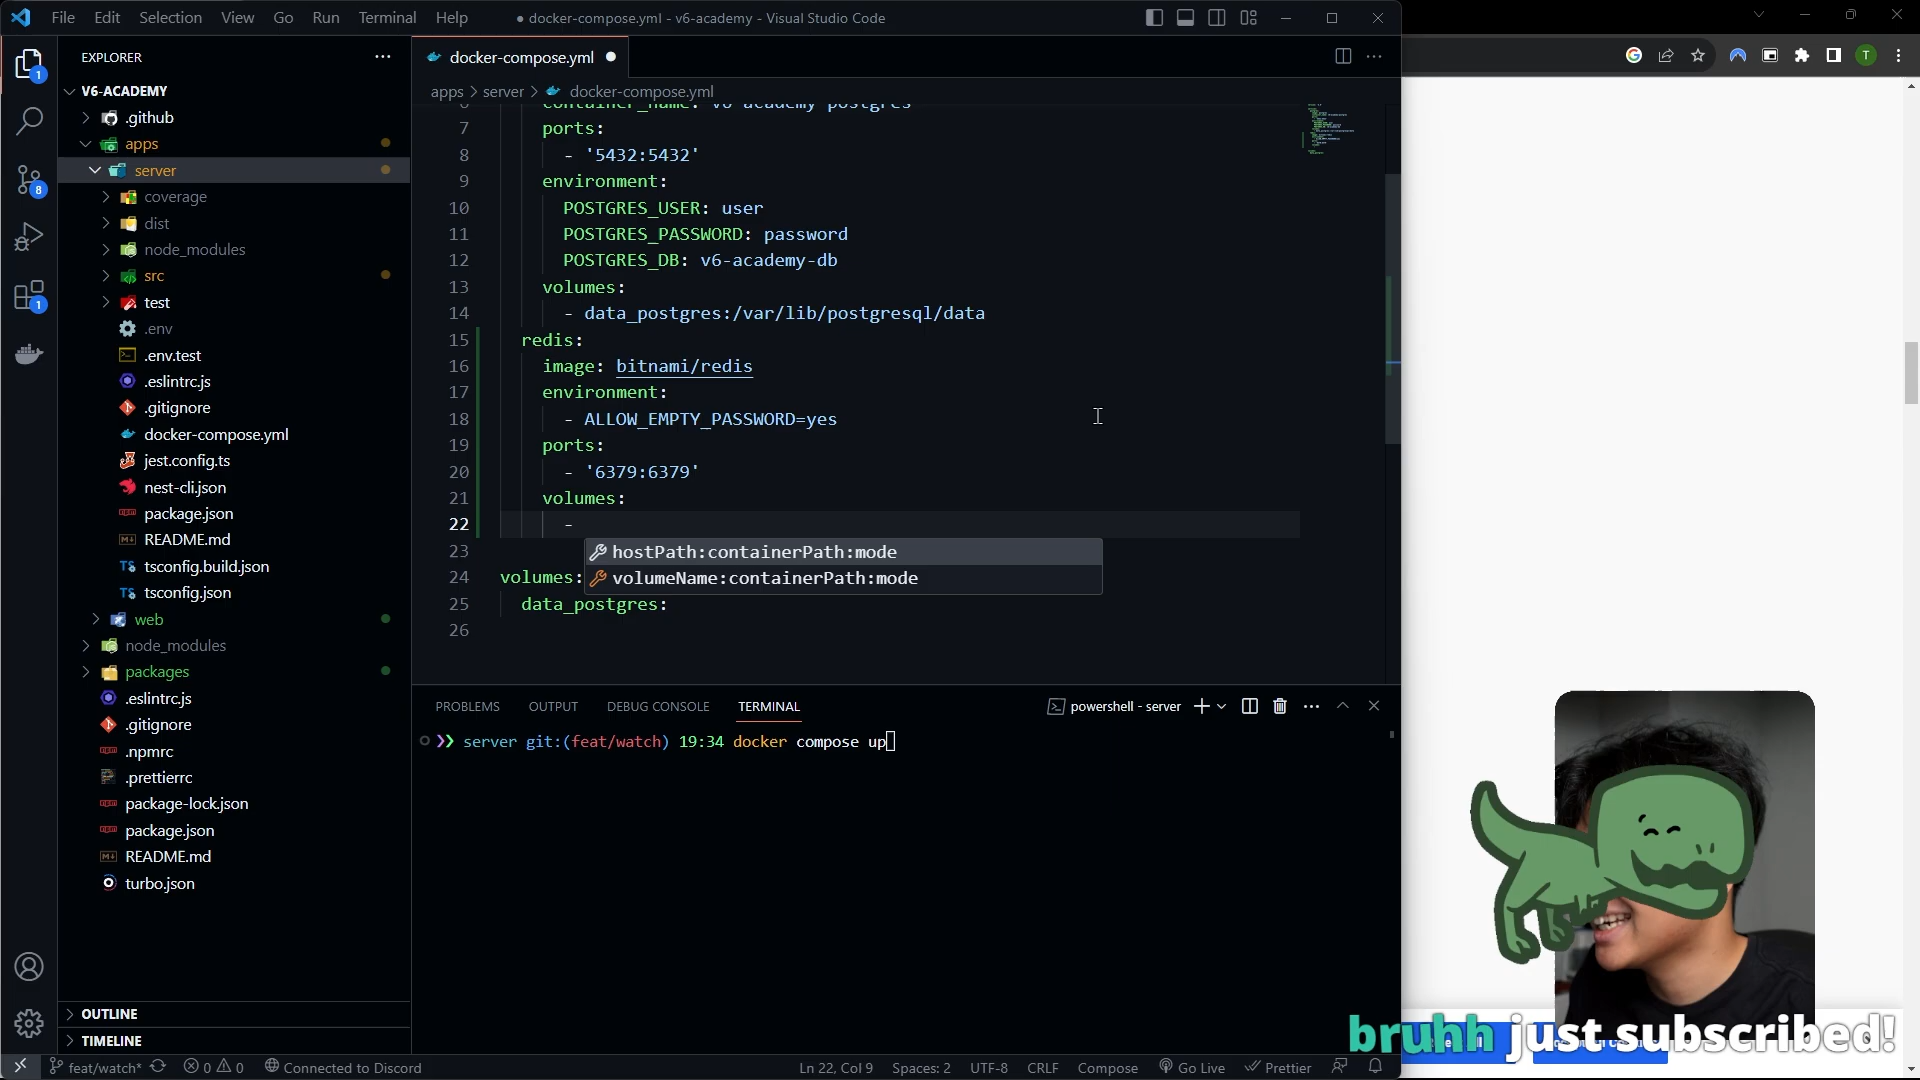 File Edit Selection View Go Run Terminal Help
● docker-compose.yml - v6-academy - Visual Studio Code
EXPLORER
V6-ACADEMY
.github
apps
server
coverage
dist
node_modules
src
test
.env
.env.test
.eslintrc.js
.gitignore
docker-compose.yml
jest.config.ts
nest-cli.json
package.json
README.md
tsconfig.build.json
tsconfig.json
web
node_modules
packages
.eslintrc.js
.gitignore
.npmrc
.prettierrc
package-lock.json
package.json
README.md
turbo.json
OUTLINE
TIMELINE
1
8
1
docker-compose.yml
apps > server > docker-compose.yml
container_name: v6-academy-postgres
7 ports:
8 - '5432:5432'
9 environment:
10 POSTGRES_USER: user
11 POSTGRES_PASSWORD: password
12 POSTGRES_DB: v6-academy-db
13 volumes:
14 - data_postgres:/var/lib/postgresql/data
15 redis:
16 image: bitnami/redis
17 environment:
18 - ALLOW_EMPTY_PASSWORD=yes
19 ports:
20 - '6379:6379'
21 volumes:
22 -
23
24 volumes:
25 data_postgres:
26
hostPath:containerPath:mode
volumeName:containerPath:mode
PROBLEMS OUTPUT DEBUG CONSOLE TERMINAL
powershell - server
server git:(feat/watch) 19:34 docker compose up
feat/watch* 0 0 Connected to Discord
Ln 22, Col 9 Spaces: 2 UTF-8 CRLF Compose Go Live Prettier
T
bruhh just subscribed!